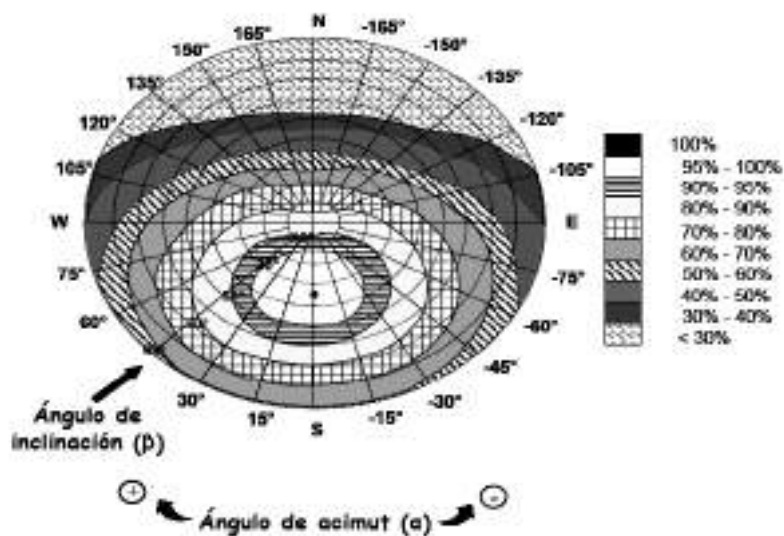 N
165°
-165°
150°
-150°
135°
-135°
120°
-120°
105°
-105°
W
E
75°
-75°
60°
-60°
-45°
30°
-30°
15°
-15°
S
100%
95% - 100%
90% - 95%
80% - 90%
70% - 80%
60% - 70%
50% - 60%
40% - 50%
30% - 40%
< 30%
Ángulo de
inclinación (β)
+
Ángulo de acimut (α)
-